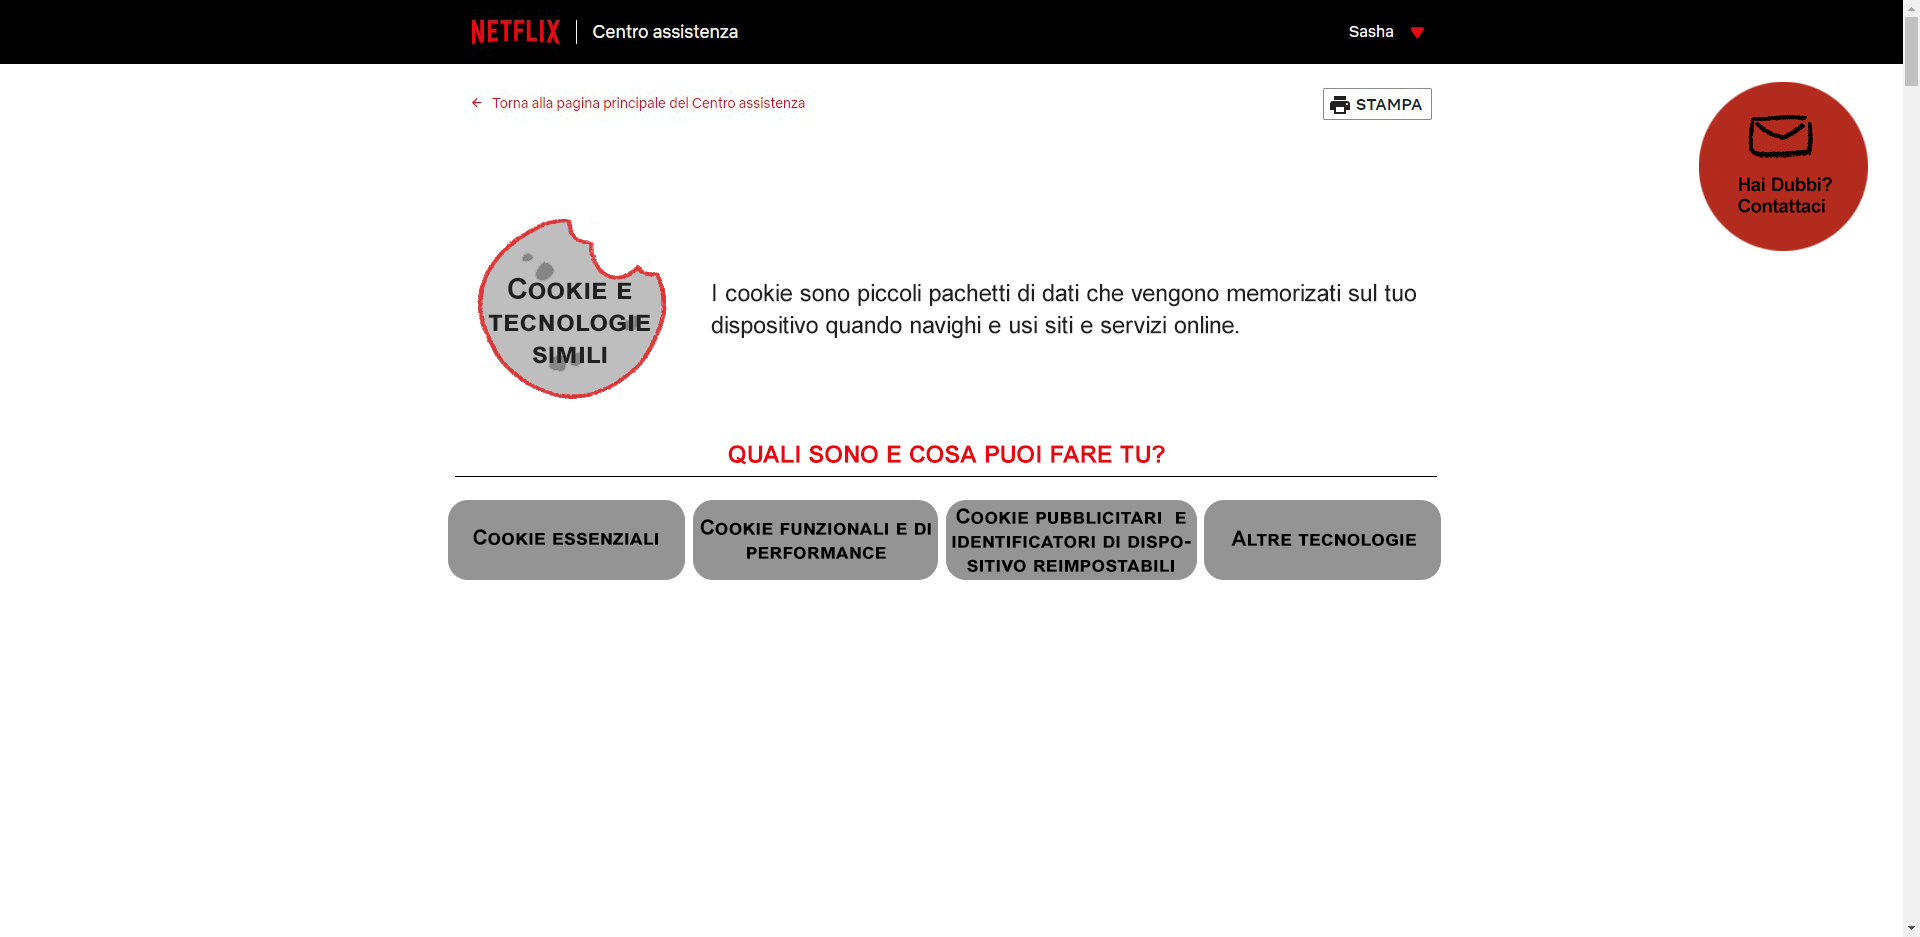 NETFLIX
Centro assistenza
Sasha
Torna alla pagina principale del Centro assistenza
STAMPA
Hai Dubbi?
Contattaci
COOKIE E
TECNOLOGIE
SIMILI
I cookie sono piccoli pachetti di dati che vengono memorizati sul tuo
dispositivo quando navighi e usi siti e servizi online.
QUALI SONO E COSA PUOI FARE TU?
COOKIE ESSENZIALI
COOKIE FUNZIONALI E DI
PERFORMANCE
COOKIE PUBBLICITARI E
IDENTIFICATORI DI DISPO-
SITIVO REIMPOSTABILI
ALTRE TECNOLOGIE